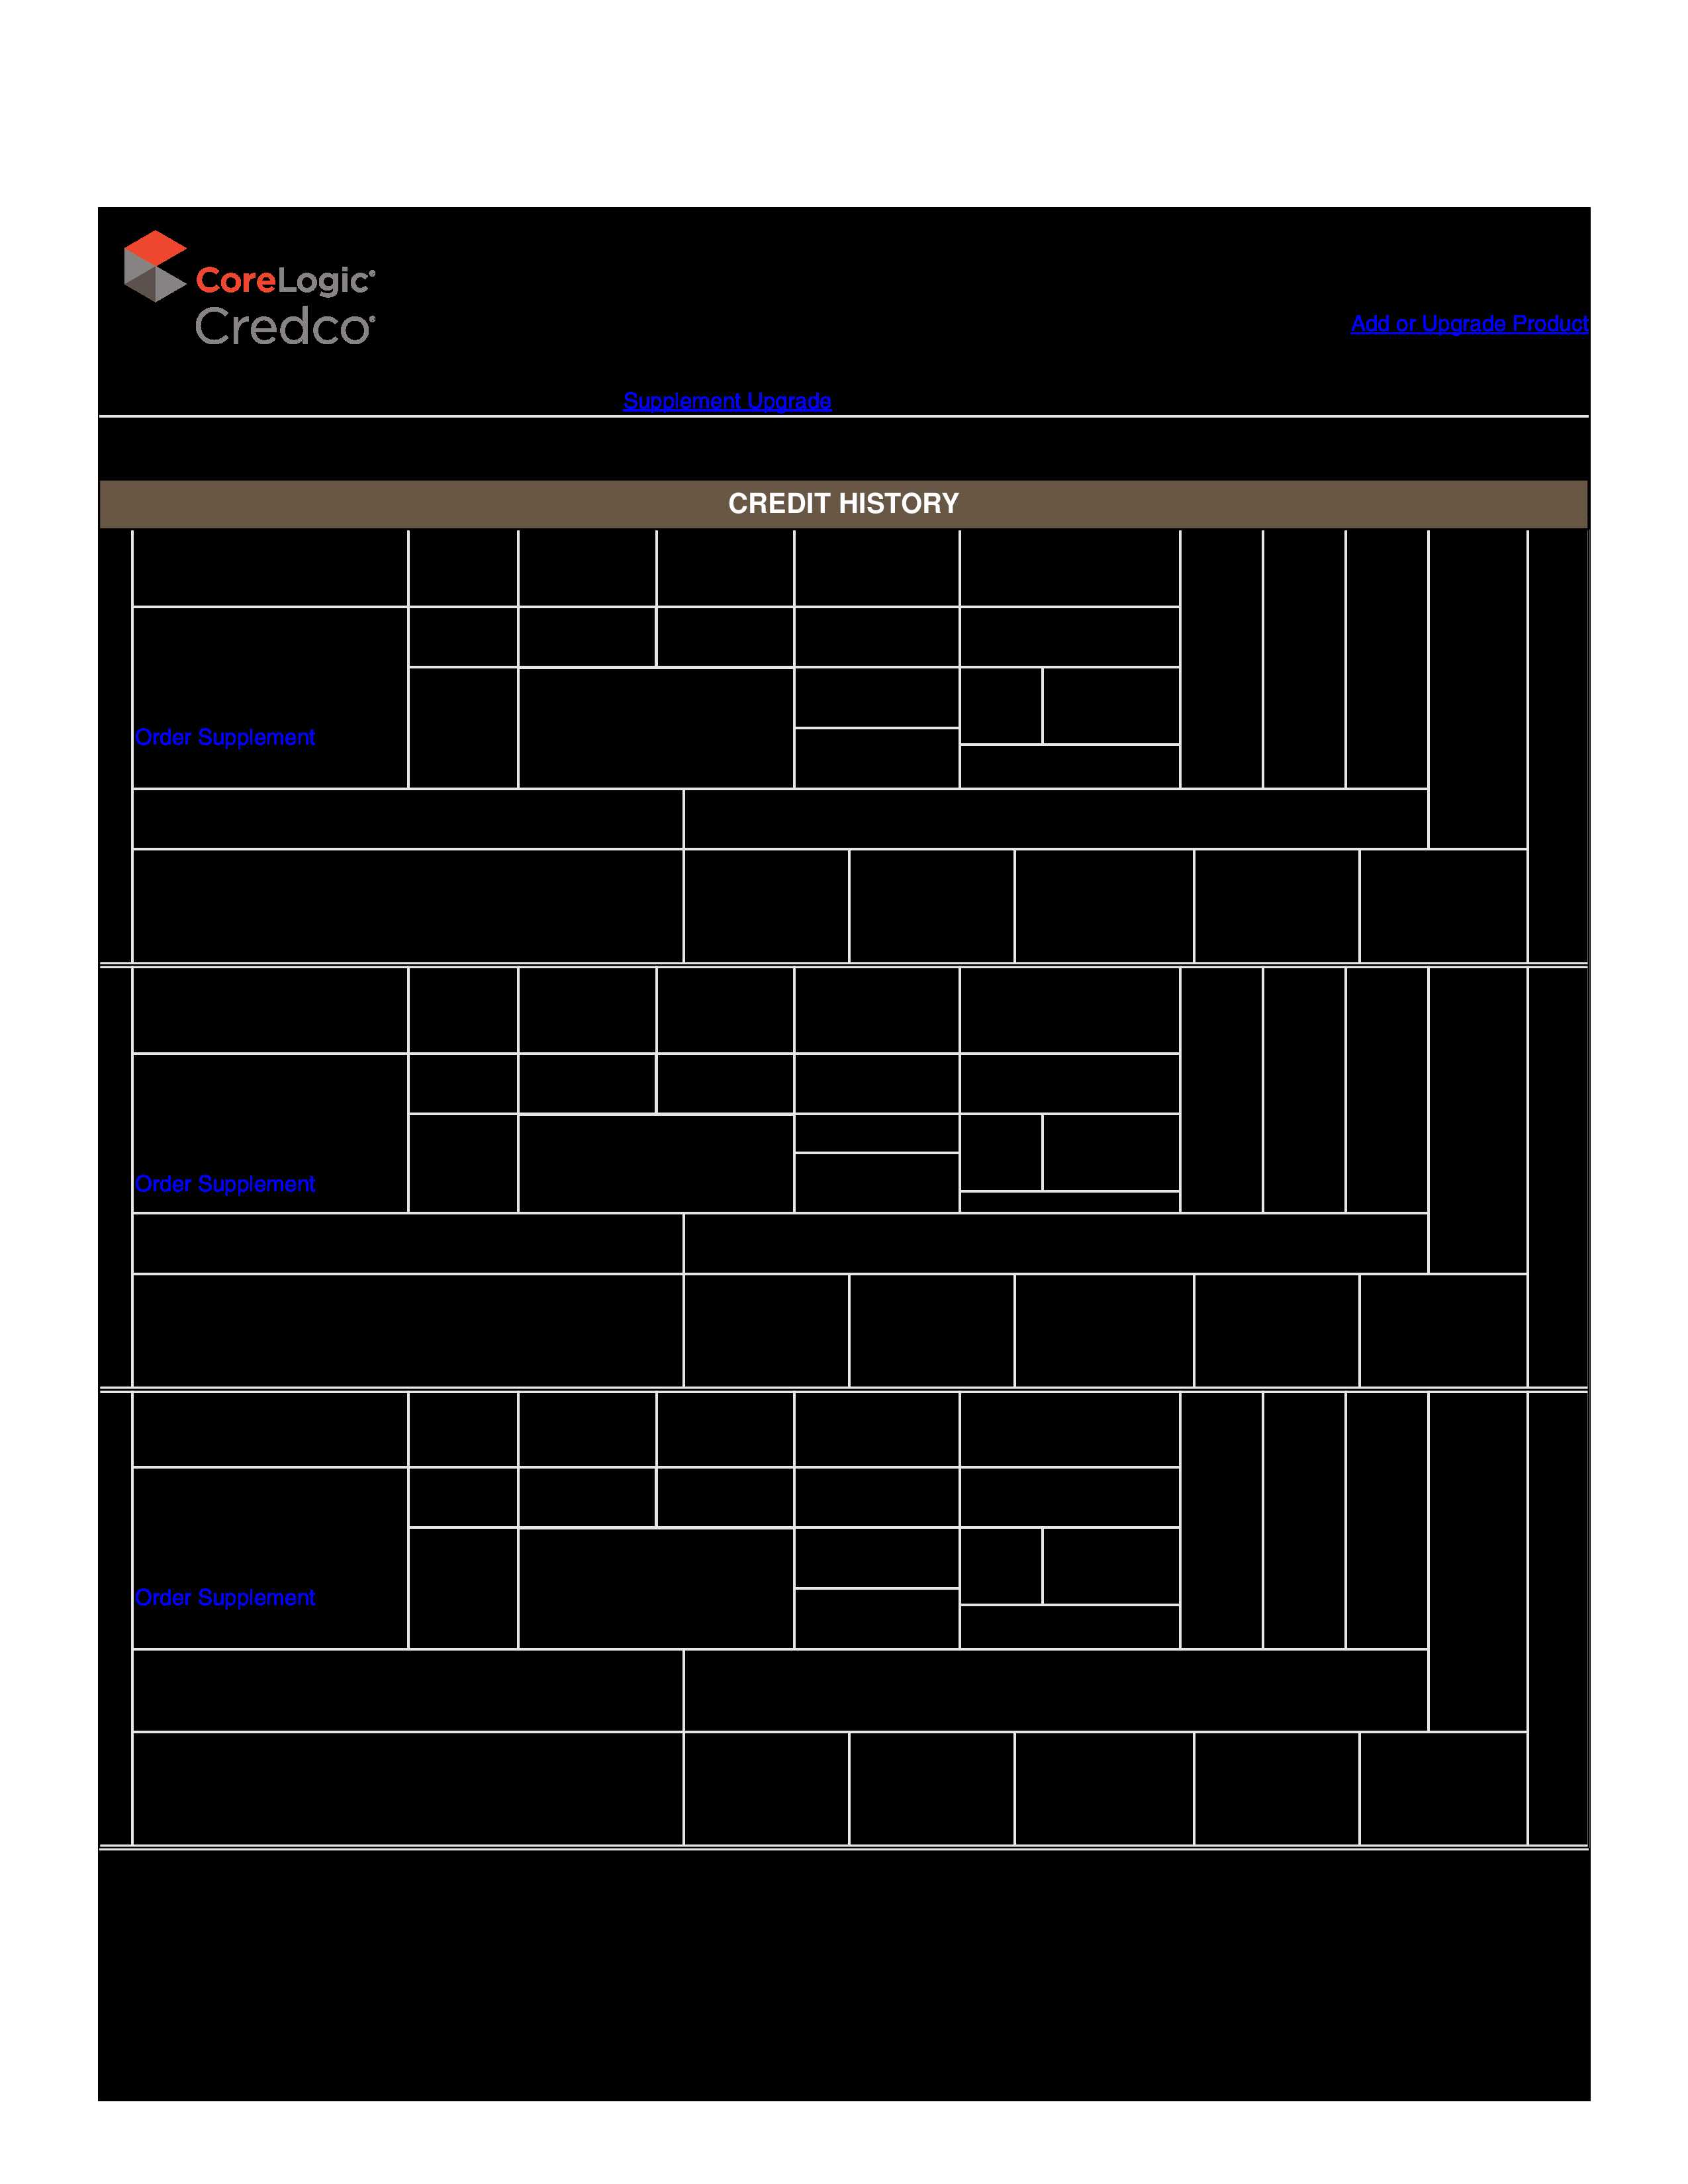 CoreLogic®
Credco®
Add or Upgrade Product
Supplement Upgrade
CREDIT HISTORY
Order Supplement
Order Supplement
Order Supplement